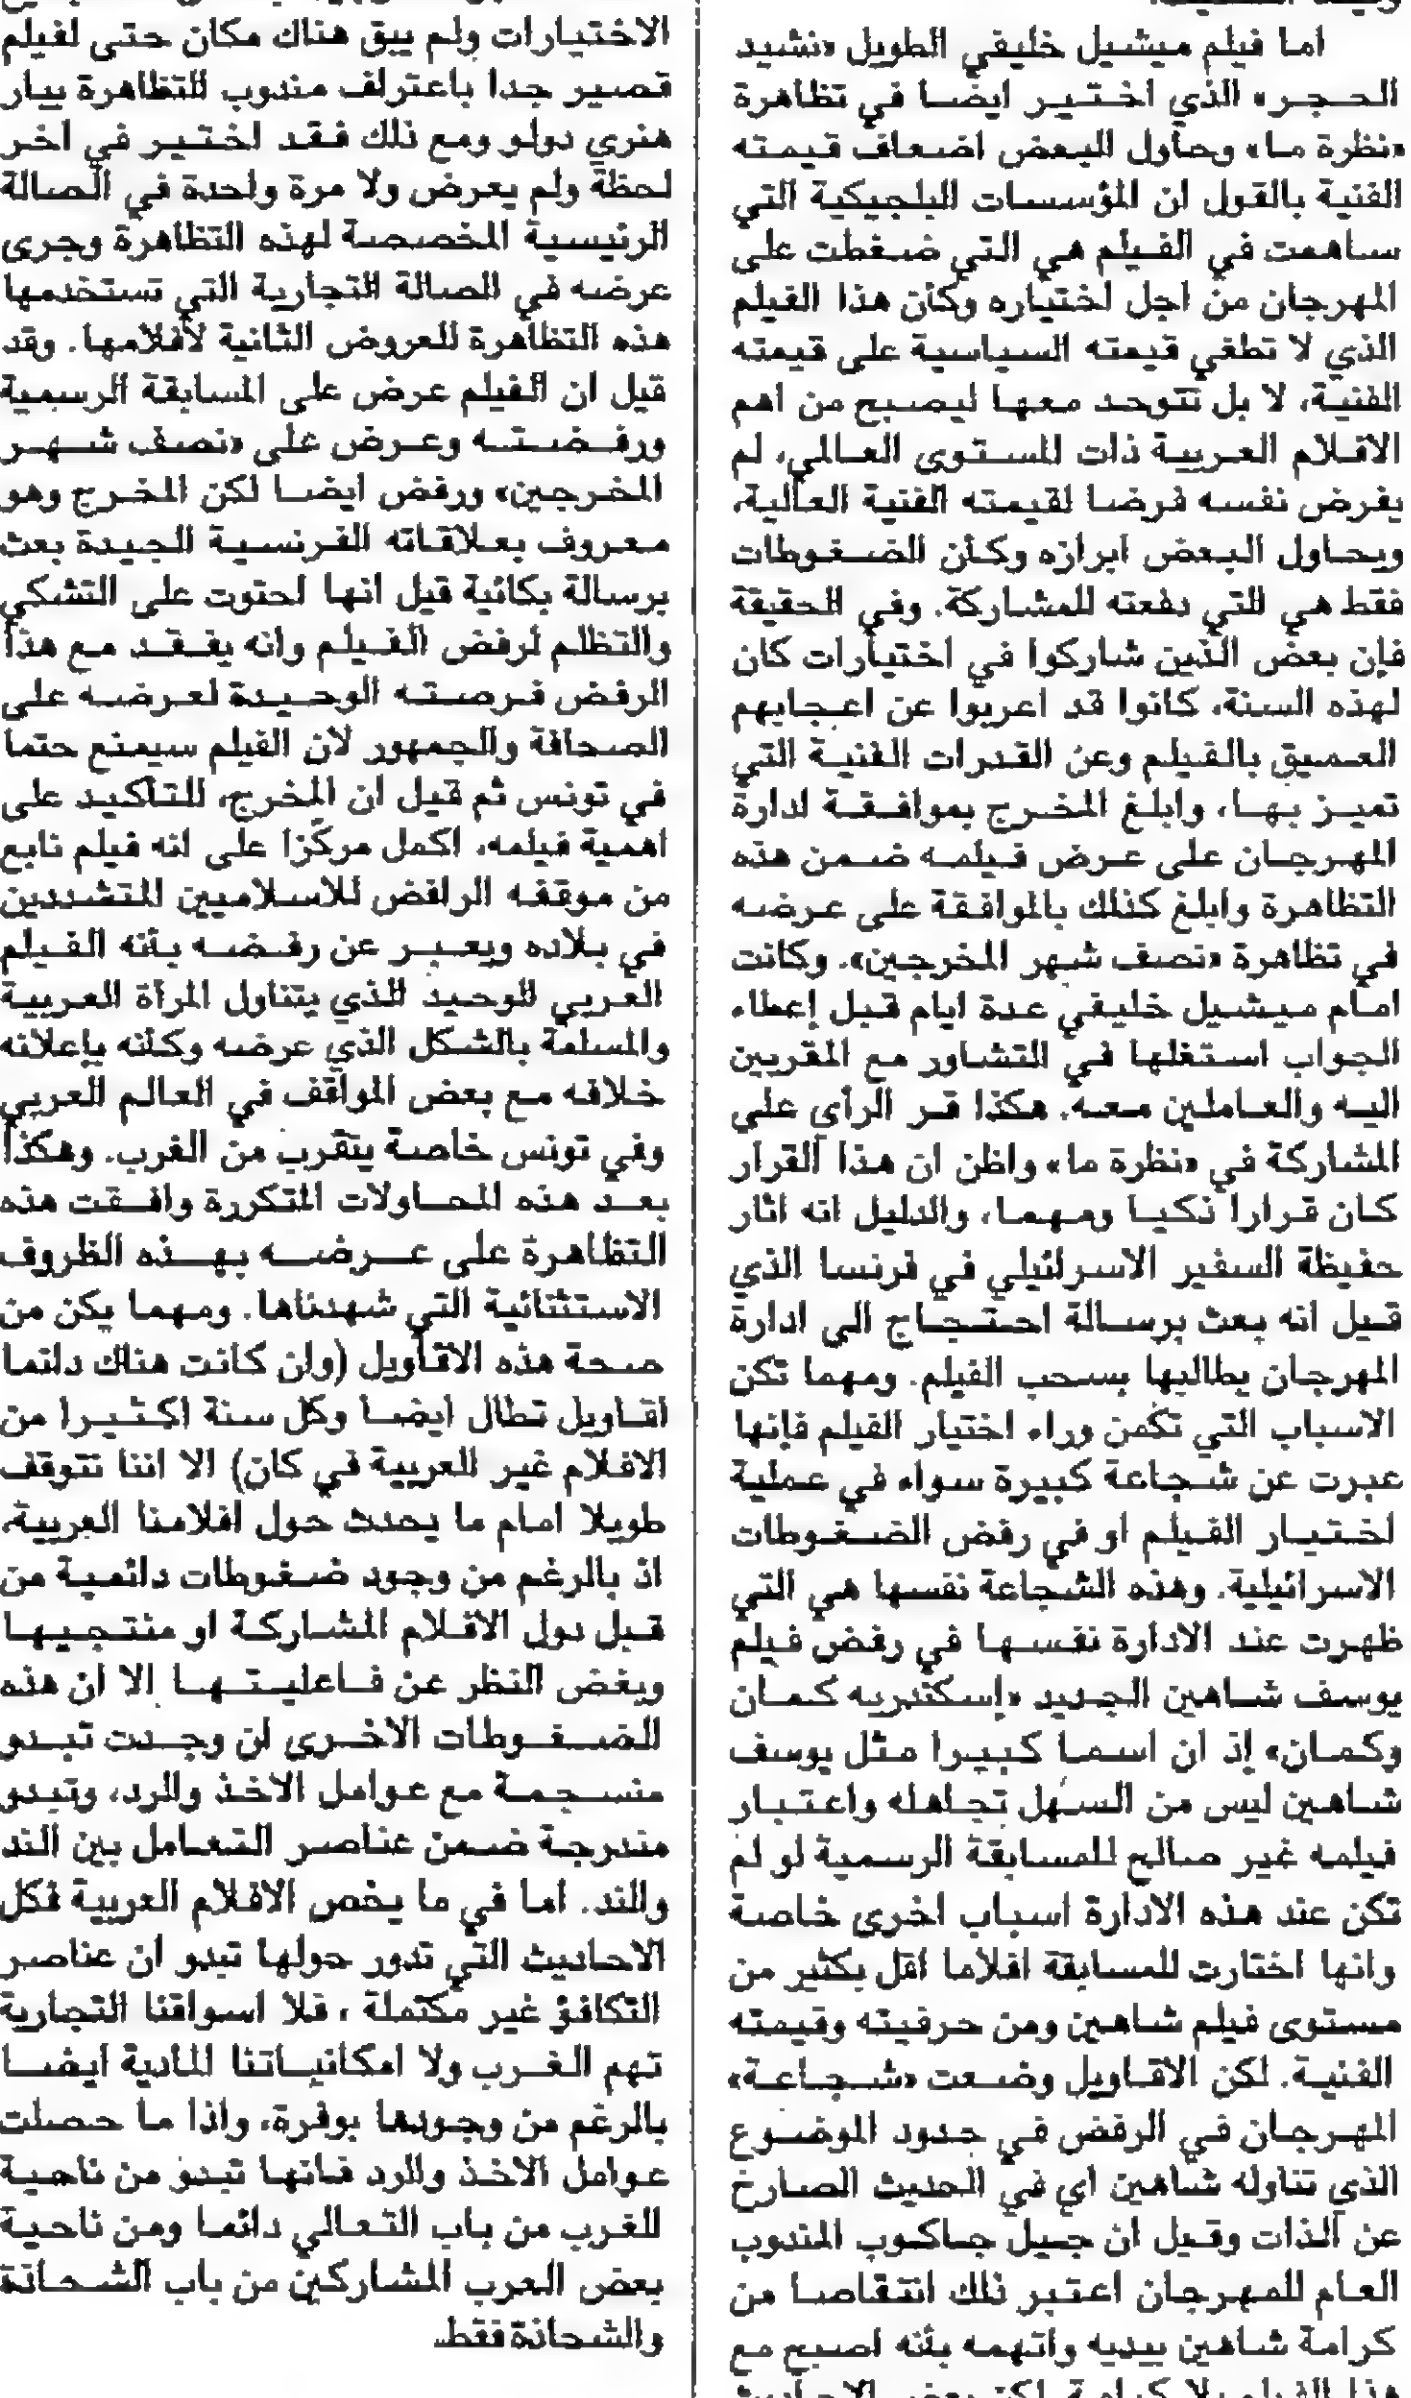 اما فيلم ميشيل خليفي الطويل «نشيد
الحجر» الذي اختير ايضا في تظاهرة
«نظرة ما» وحاول البعض اضعاف قيمته
الفنية بالقول ان المؤسسات البلجيكية التي
ساهمت في الفيلم هي التي ضغطت على
المهرجان من اجل اختياره وكأن هذا الفيلم
الذي لا تطغي قيمته السياسية على قيمته
الفنية، لا بل تتوحد معها ليصبح من اهم
الافلام العربية ذات المستوى العالمي، لم
يفرض نفسه فرضا لقيمته الفنية العالية،
ويحاول البعض ابرازه وكأن الضغوطات
فقط هي التي دفعته للمشاركة. وفي الحقيقة
فإن بعض الذين شاركوا في اختيارات كان
لهذه السنة، كانوا قد اعربوا عن اعجابهم
العميق بالفيلم وعن القدرات الفنية التي
تميز بها، وابلغ المخرج بموافقة ادارة
المهرجان على عرض فيلمه ضمن هذه
التظاهرة وابلغ كذلك بالموافقة على عرضه
في تظاهرة «نصف شهر المخرجين». وكانت
امام ميشيل خليفي عدة ايام قبل إعطاء
الجواب استغلها في التشاور مع المقربين
اليه والعاملين معه. هكذا قر الرأي على
المشاركة في «نظرة ما» واظن ان هذا القرار
كان قرارا ذكيا ومهما، والدليل انه اثار
حفيظة السفير الاسرائيلي في فرنسا الذي
قيل انه بعث برسالة احتجاج الى ادارة
المهرجان يطالبها بسحب الفيلم. ومهما تكن
الاسباب التي تكمن وراء اختيار الفيلم فإنها
عبرت عن شجاعة كبيرة سواء في عملية
اختيار الفيلم او في رفض الضغوطات
الاسرائيلية. وهذه الشجاعة نفسها هي التي
ظهرت عند الادارة نفسها في رفض فيلم
يوسف شاهين الجديد «إسكندريه كمان
وكمان» إذ ان اسما كبيرا مثل يوسف
شاهين ليس من السهل تجاهله واعتبار
فيلمه غير صالح للمسابقة الرسمية لو لم
تكن عند هذه الادارة اسباب اخرى خاصة
وانها اختارت للمسابقة افلاما اقل بكثير من
مستوى فيلم شاهين ومن حرفيته وقيمته
الفنية. لكن الاقاويل وضعت «شجاعة»
المهرجان في الرفض في حدود الموضوع
الذي تناوله شاهين اي في الحديث الصارخ
عن الذات وقيل ان جيل جاكوب المندوب
العام للمهرجان اعتبر ذلك انتقاصا من
كرامة شاهين بيديه واتهمه بأنه اصبح مع
هذا الفيلم بلا كرامة لكن بعض الاحاديث
الاختيارات ولم يبق هناك مكان حتى لفيلم
قصير جدا باعتراف مندوب التظاهرة بيار
هنري دولو ومع ذلك فقد اختير في اخر
لحظة ولم يعرض ولا مرة واحدة في الصالة
الرئيسية المخصصة لهذه التظاهرة وجرى
عرضه في الصالة التجارية التي تستخدمها
هذه التظاهرة للعروض الثانية لأفلامها. وقد
قيل ان الفيلم عرض على المسابقة الرسمية
ورفضته وعرض على «نصف شهر
المخرجين» ورفض ايضا لكن المخرج وهو
معروف بعلاقاته الفرنسية الجيدة بعث
برسالة بكائية قيل انها احتوت على التشكي
والتظلم لرفض الفيلم وانه يفقد مع هذا
الرفض فرصته الوحيدة لعرضه على
الصحافة والجمهور لأن الفيلم سيمنع حتما
في تونس ثم قيل ان المخرج، للتأكيد على
اهمية فيلمه، اكمل مركزا على انه فيلم نابع
من موقفه الرافض للاسلاميين المتشددين
في بلاده ويعبر عن رفضه بأنه الفيلم
العربي الوحيد الذي يتناول المرأة العربية
والمسلمة بالشكل الذي عرضه وكأنه بإعلانه
خلافه مع بعض المواقف في العالم العربي
وفي تونس خاصة يتقرب من الغرب. وهكذا
بعد هذه المحاولات المتكررة وافقت هذه
التظاهرة على عرضه بهذه الظروف
الاستثنائية التي شهدناها. ومهما يكن من
صحة هذه الاقاويل (وان كانت هناك دائما
اقاويل تطال ايضا وكل سنة اكثيرا من
الافلام غير العربية في كان) الا اننا نتوقف
طويلا امام ما يحدث حول افلامنا العربية،
اذ بالرغم من وجود ضغوطات دائمية من
قبل دول الافلام المشاركة او منتجيها
وبغض النظر عن فاعليتها إلا ان هذه
الضغوطات الاخرى ان وجدت تبدو
منسجمة مع عوامل الاخذ والرد، وتبدو
مندرجة ضمن عناصر التعامل بين الند
والند. اما في ما يخص الافلام العربية فكل
الاحاديث التي تدور حولها تبدو ان عناصر
التكافؤ غير مكتملة ، فلا اسواقنا التجارية
تهم الغرب ولا امكانياتنا المادية ايضا
بالرغم من وجودها بوفرة، واذا ما حصلت
عوامل الاخذ والرد فانها تبدو من ناحية
الغرب من باب التعالي دائما ومن ناحية
بعض العرب المشاركين من باب الشحاذة
والشحاذة فقط.